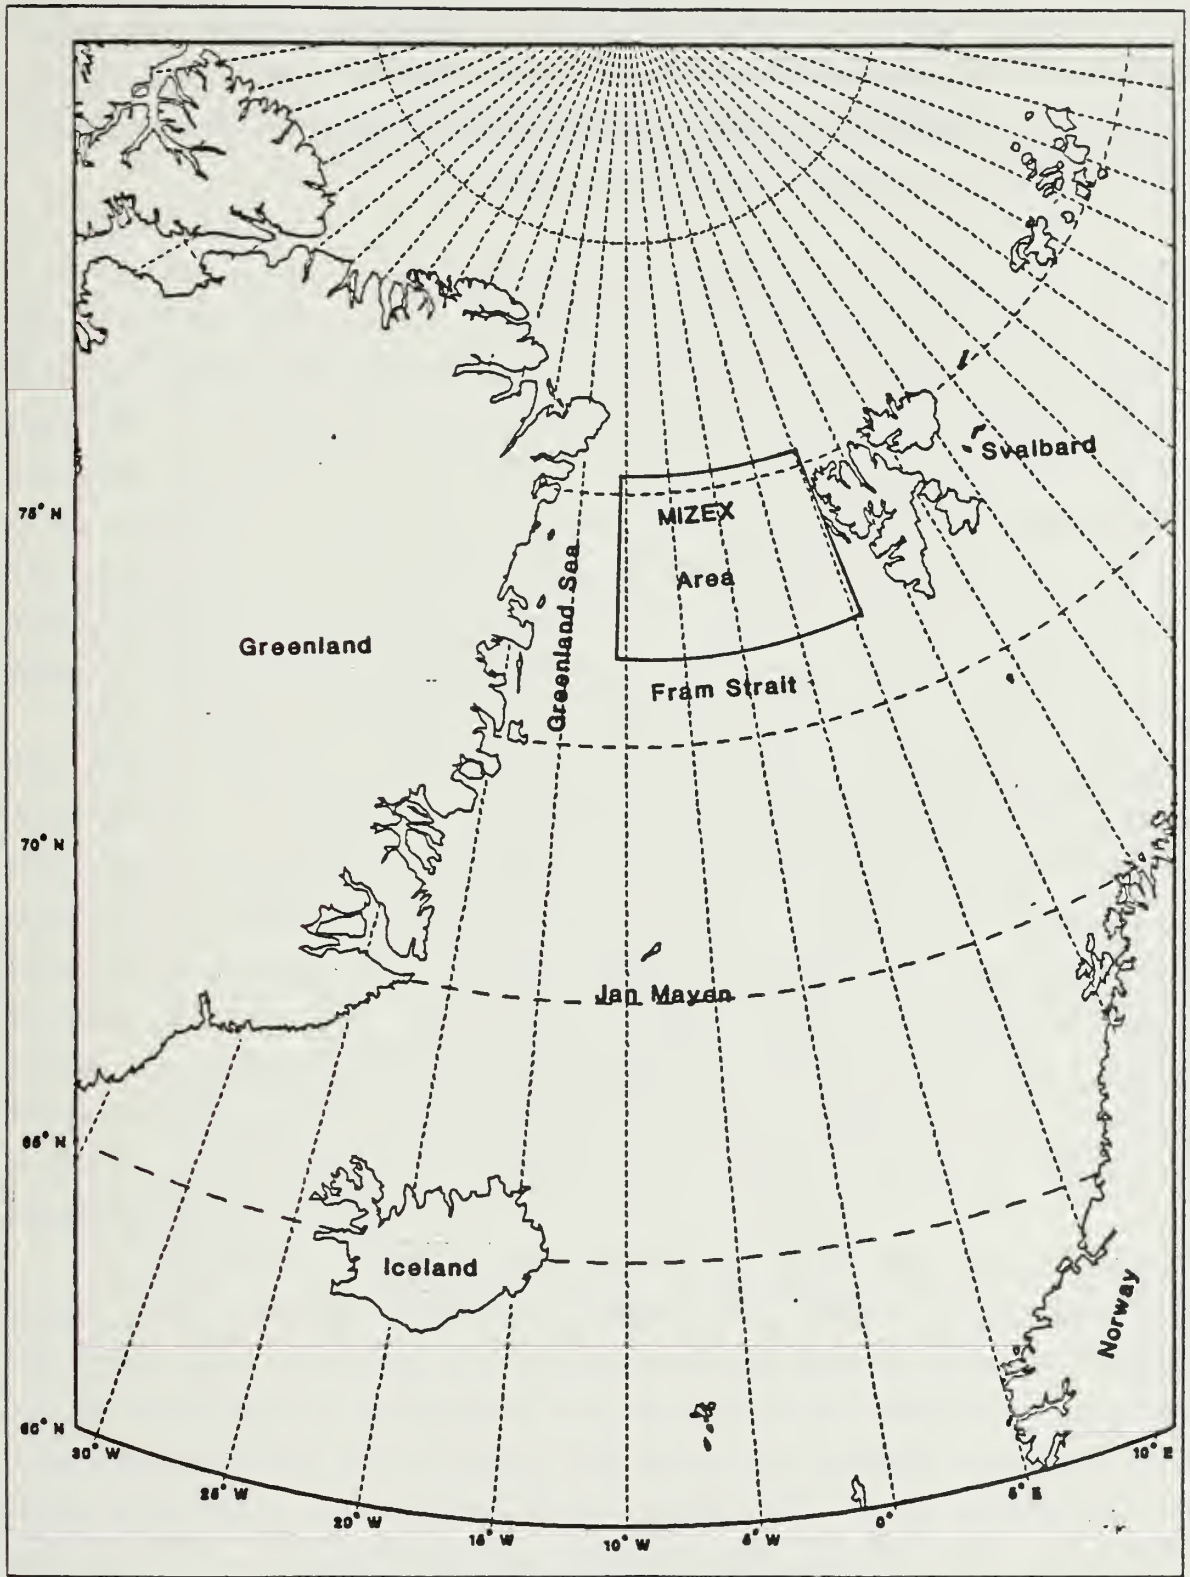 Svalbard
75° N
MIZEX
Area
Greenland Sea
Greenland
Fram Strait
70° N
Jan Mayen
65° N
Iceland
Norway
60° N
30° W
25° W
20° W
15° W
10° W
5° W
0°
5° E
10° E